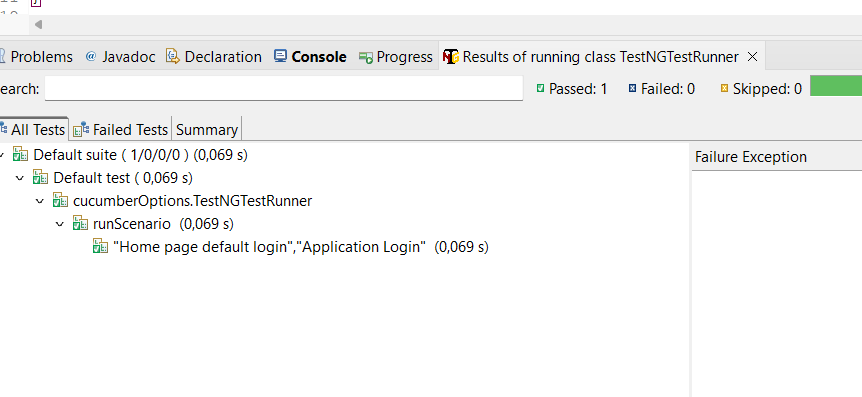 Problems @ Javadoc Declaration Console Progress Results of running class TestNGTestRunner
earch: Passed: 1 Failed: 0 Skipped: 0
All Tests Failed Tests Summary
Default suite ( 1/0/0/0 ) (0,069 s)
Failure Exception
Default test ( 0,069 s)
cucumberOptions.TestNGTestRunner
runScenario (0,069 s)
"Home page default login","Application Login" (0,069 s)